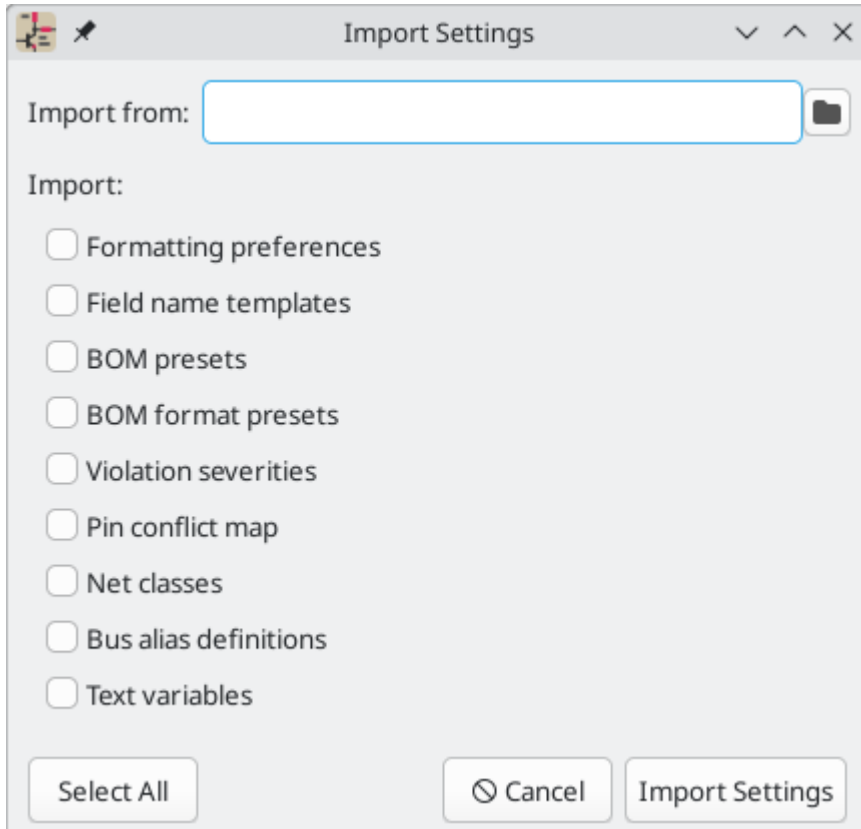 Import Settings
Import from:
Import:
Formatting preferences
Field name templates
BOM presets
BOM format presets
Violation severities
Pin conflict map
Net classes
Bus alias definitions
Text variables
Select All Cancel Import Settings